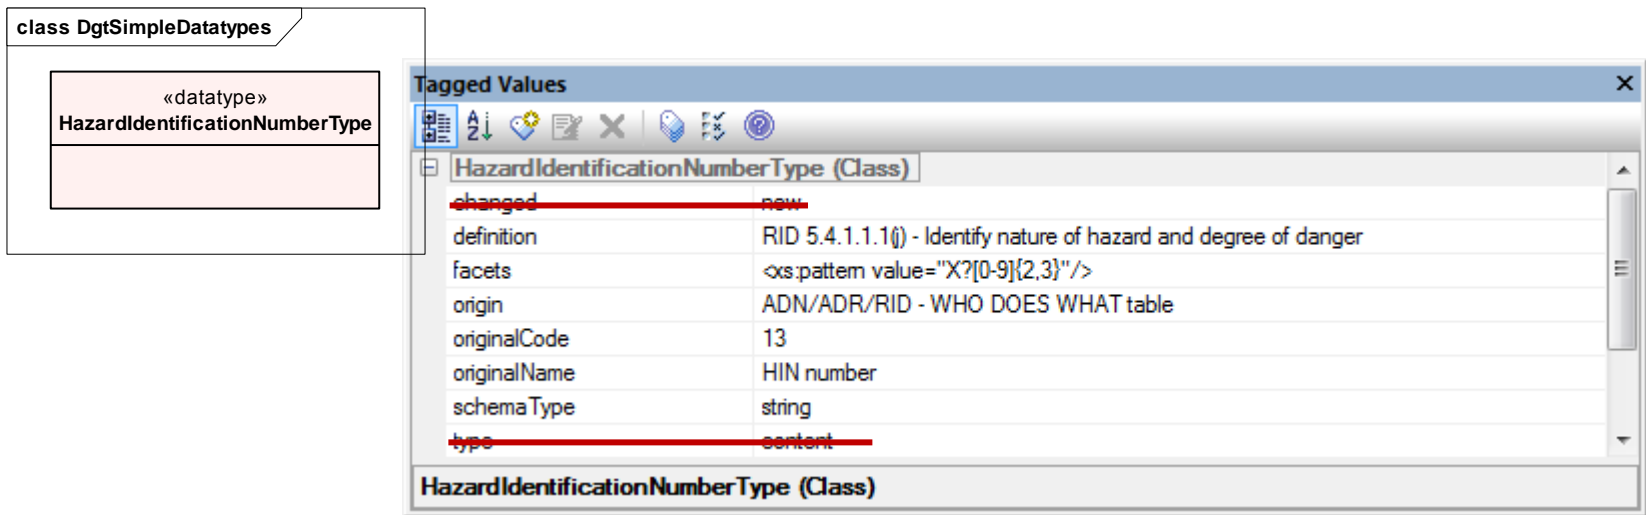 class DgtSimpleDatatypes
«datatype»
HazardIdentificationNumberType
Tagged Values
HazardIdentificationNumberType (Class)
changed new
definition RID 5.4.1.1.1(j) - Identify nature of hazard and degree of danger
facets <xs:pattern value="X?[0-9]{2,3}"/>
origin ADN/ADR/RID - WHO DOES WHAT table
originalCode 13
originalName HIN number
schemaType string
type content
HazardIdentificationNumberType (Class)